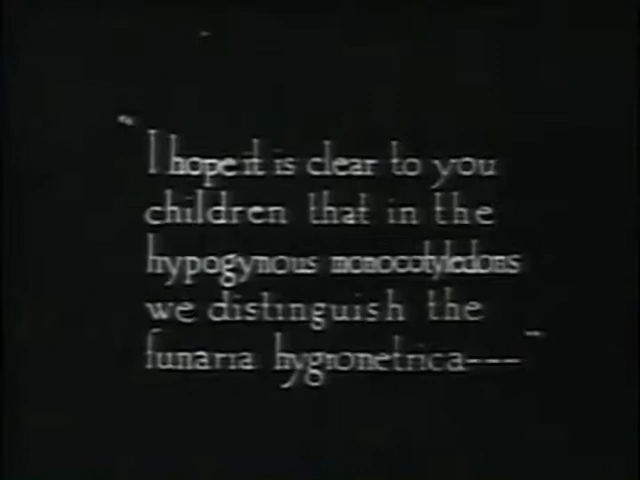 "I hope it is clear to you
children that in the
hypogynous monocotyledons
we distinguish the
funaria hygrometrica---"